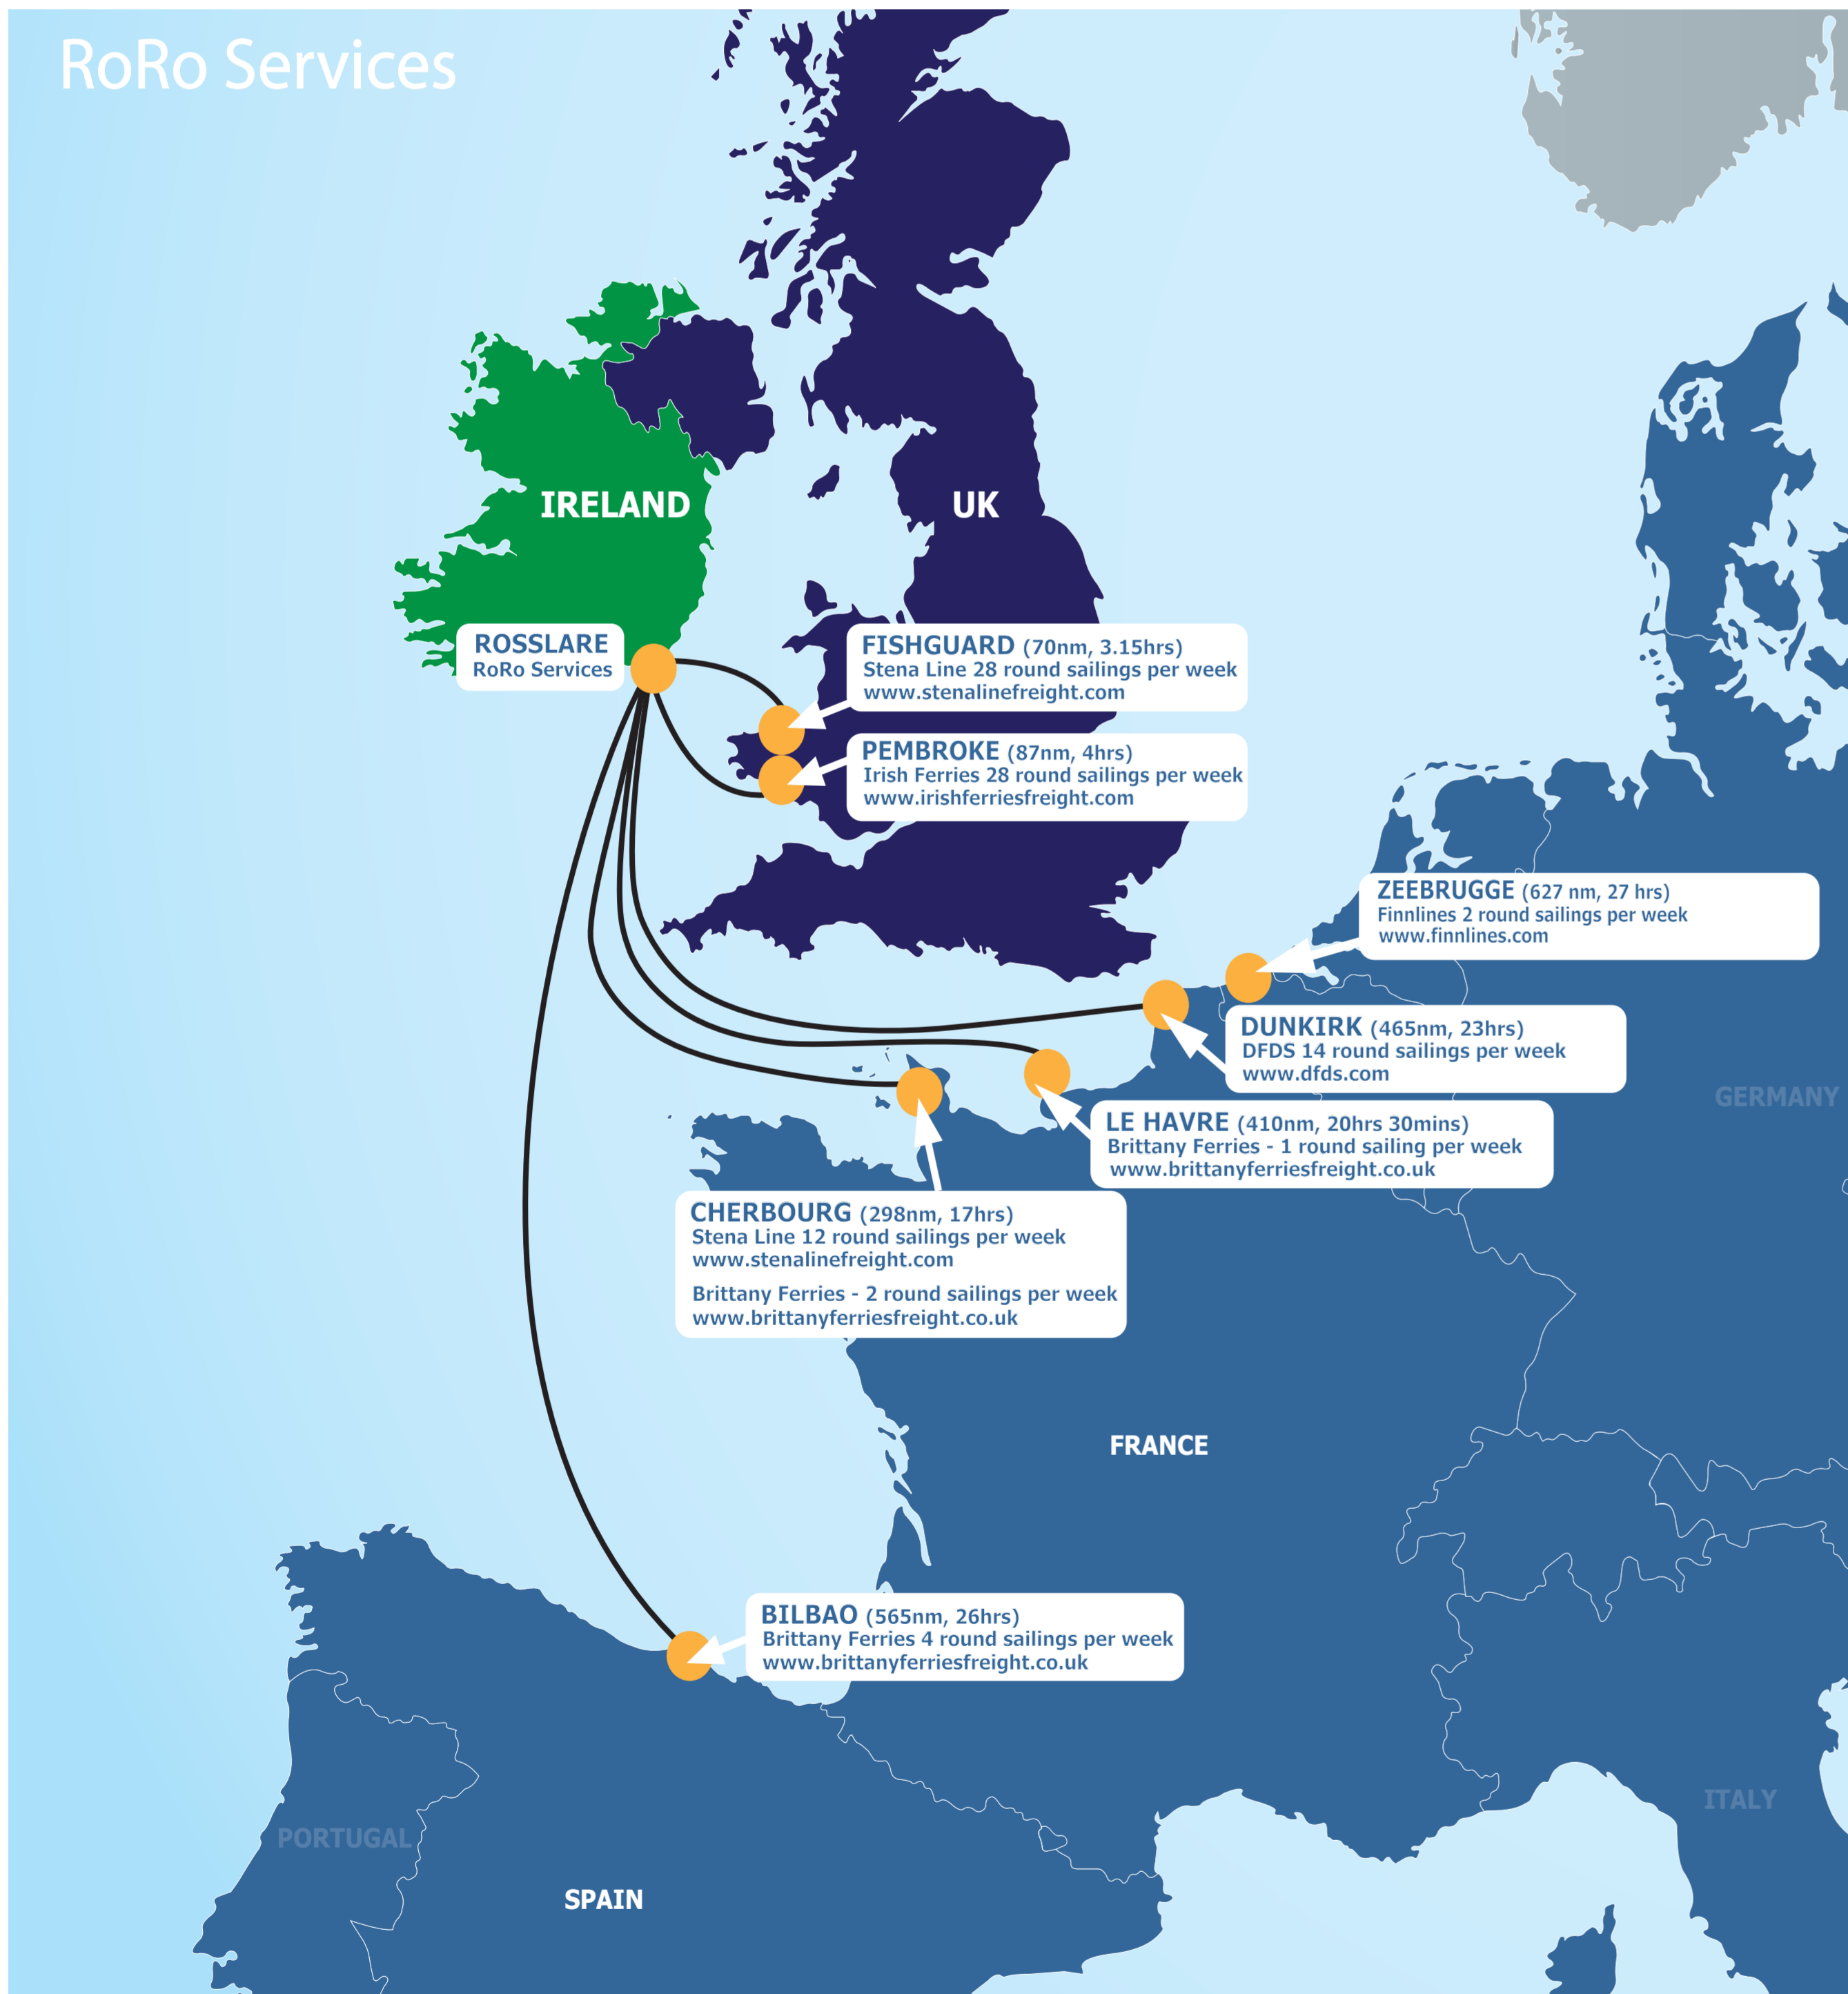 RoRo Services
IRELAND
UK
ROSSLARE
RoRo Services
FISHGUARD (70nm, 3.15hrs)
Stena Line 28 round sailings per week
www.stenalinefreight.com
PEMBROKE (87nm, 4hrs)
Irish Ferries 28 round sailings per week
www.irishferriesfreight.com
ZEEBRUGGE (627 nm, 27 hrs)
Finnlines 2 round sailings per week
www.finnlines.com
DUNKIRK (465nm, 23hrs)
DFDS 14 round sailings per week
www.dfds.com
GERMANY
LE HAVRE (410nm, 20hrs 30mins)
Brittany Ferries - 1 round sailing per week
www.brittanyferriesfreight.co.uk
CHERBOURG (298nm, 17hrs)
Stena Line 12 round sailings per week
www.stenalinefreight.com
Brittany Ferries - 2 round sailings per week
www.brittanyferriesfreight.co.uk
FRANCE
BILBAO (565nm, 26hrs)
Brittany Ferries 4 round sailings per week
www.brittanyferriesfreight.co.uk
ITALY
PORTUGAL
SPAIN